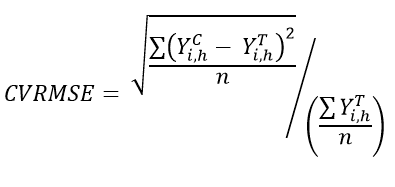 CVRMSE = √(∑(Y^C_{i,h} − Y^T_{i,h})^2 / n) / (∑Y^T_{i,h} / n)